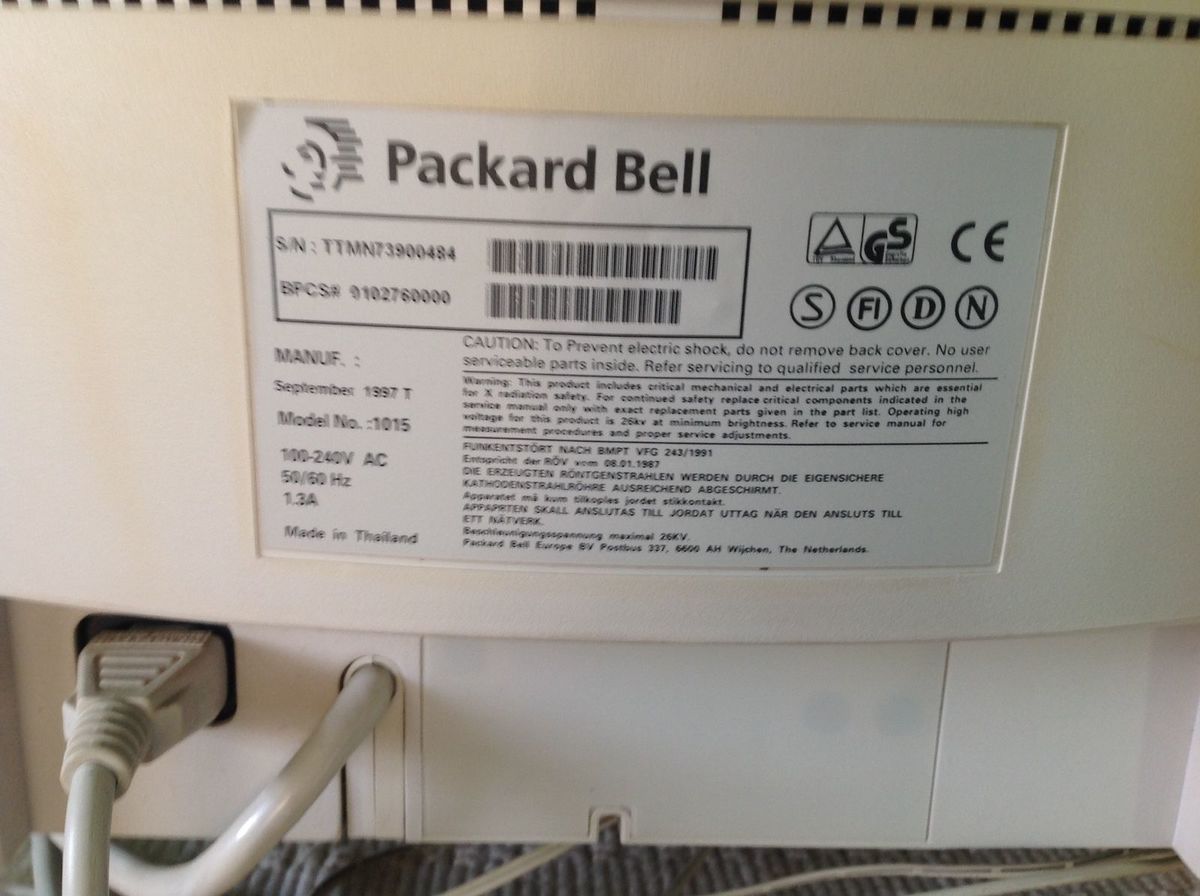 Packard Bell
S/N : TTMN73900484
BPCS# 9102760000
GS
CE
S FI D N
MANUF. :
September 1997 T
Model No. :1015
100-240V AC
50/60 Hz
1.3A
Made in Thailand
CAUTION: To Prevent electric shock, do not remove back cover. No user
serviceable parts inside. Refer servicing to qualified service personnel.
Warning: This product includes critical mechanical and electrical parts which are essential
for X radiation safety. For continued safety replace critical components indicated in the
service manual only with exact replacement parts given in the part list. Operating high
voltage for this product is 26kv at minimum brightness. Refer to service manual for
measurement procedures and proper service adjustments.
FUNKENTSTÖRT NACH BMPT VFG 243/1991
Entspricht der RÖV vom 08.01.1987
DIE ERZEUGTEN RÖNTGENSTRAHLEN WERDEN DURCH DIE EIGENSICHERE
KATHODENSTRAHLRÖHRE AUSREICHEND ABGESCHIRMT.
Apparatet må kum tilkoples jordet stikkontakt.
APPAPRTEN SKALL ANSLUTAS TILL JORDAT UTTAG NÄR DEN ANSLUTS TILL
ETT NÄTVERK.
Beschleunigungsspannung maximal 26KV.
Packard Bell Europe BV Postbus 337, 6600 AH Wijchen, The Netherlands.